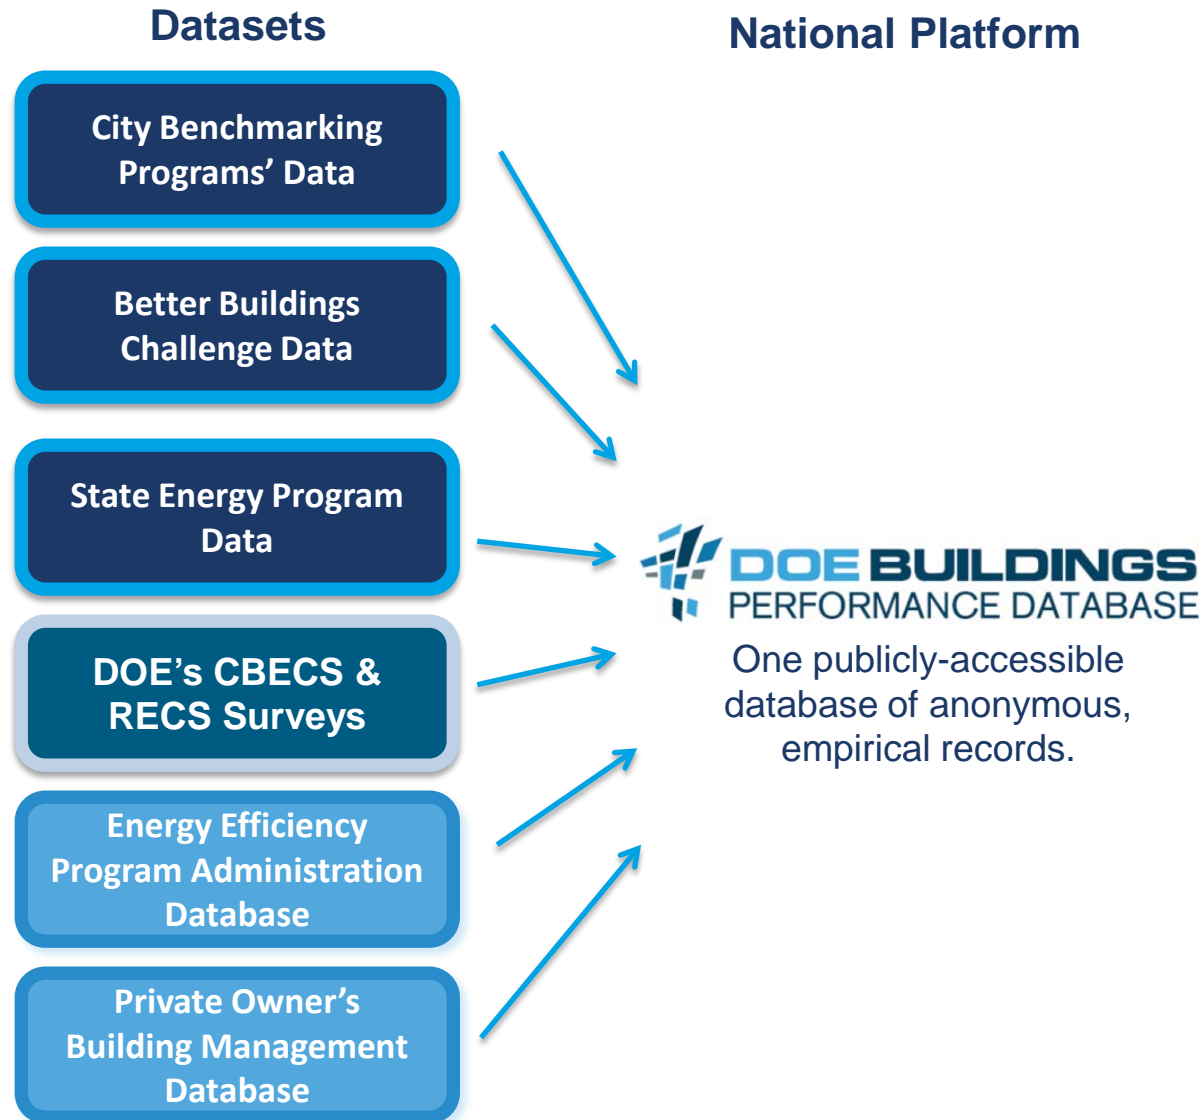 Datasets
National Platform
City Benchmarking
Programs’ Data
Better Buildings
Challenge Data
State Energy Program
Data
DOE’s CBECS &
RECS Surveys
Energy Efficiency
Program Administration
Database
Private Owner’s
Building Management
Database
DOE BUILDINGS
PERFORMANCE DATABASE
One publicly-accessible
database of anonymous,
empirical records.